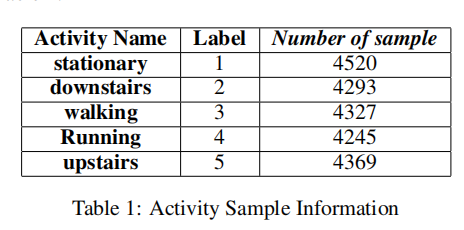 Activity Name Label Number of sample
stationary 1 4520
downstairs 2 4293
walking 3 4327
Running 4 4245
upstairs 5 4369
Table 1: Activity Sample Information